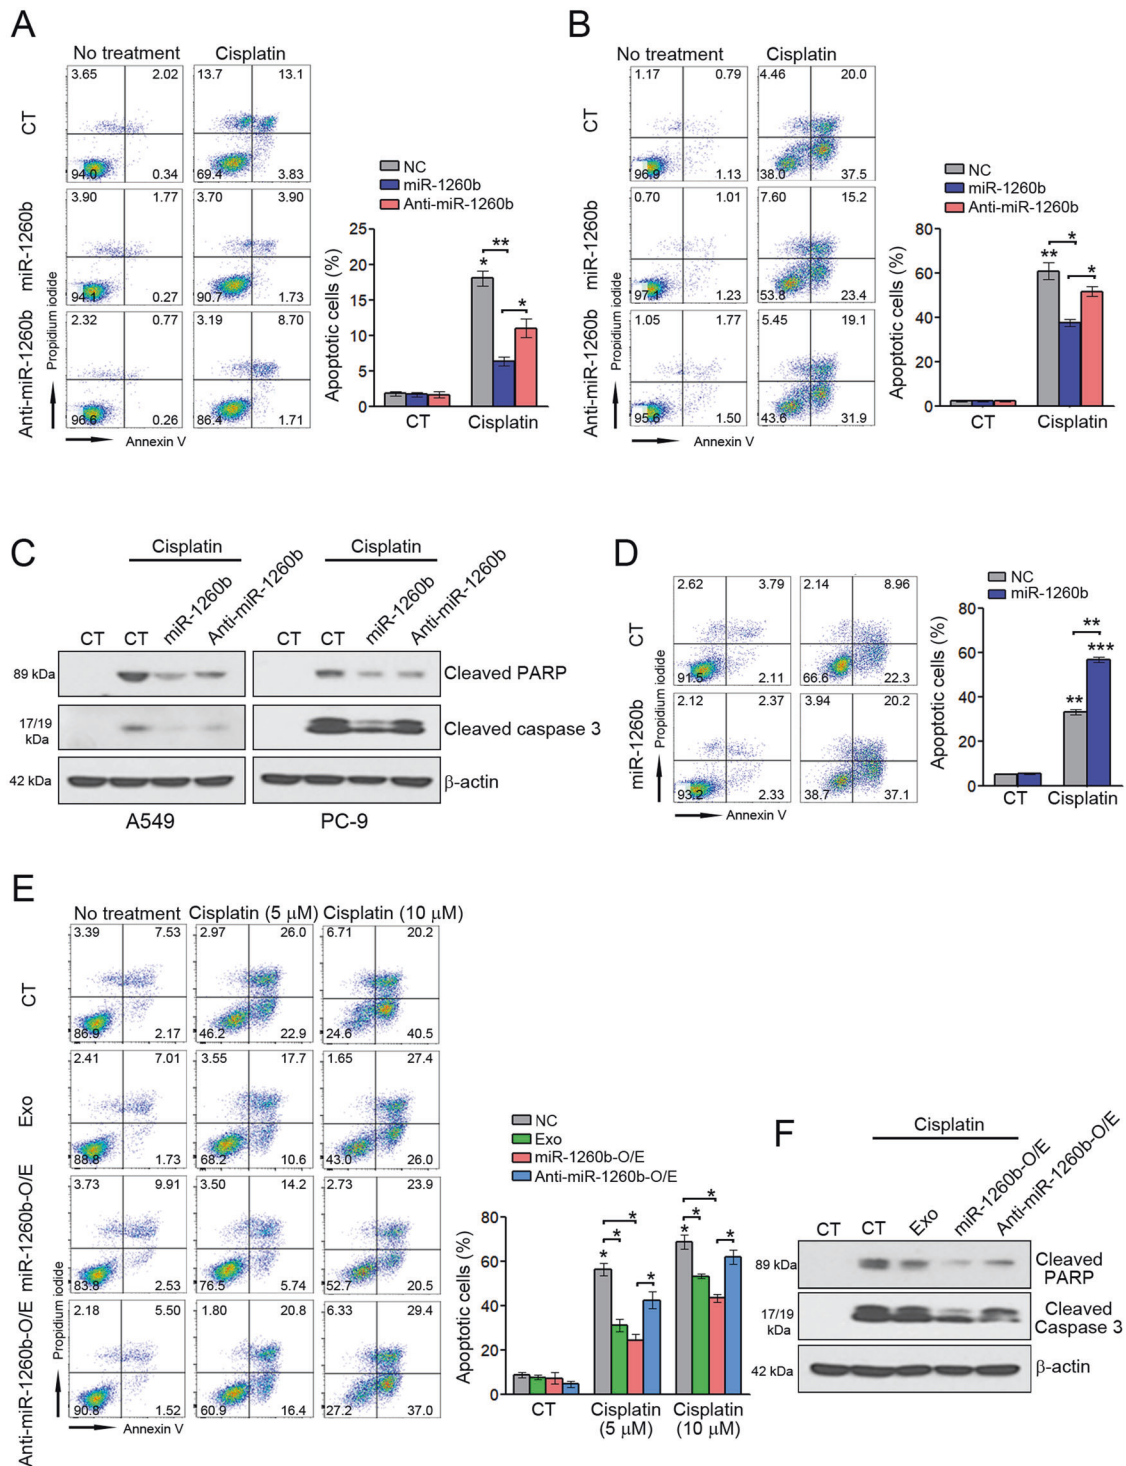 A
No treatment Cisplatin
CT
3.65 2.02 13.7 13.1
94.0 0.34 69.4 3.83
miR-1260b
3.90 1.77 3.70 3.90
94.1 0.27 90.7 1.73
Anti-miR-1260b
2.32 0.77 3.19 8.70
96.6 0.26 86.4 1.71
Propidium iodide
Annexin V
NC
miR-1260b
Anti-miR-1260b
Apoptotic cells (%)
25
20
15
10
5
0
* ** *
CT Cisplatin
B
No treatment Cisplatin
CT
1.17 0.79 4.46 20.0
96.9 1.13 38.0 37.5
miR-1260b
0.70 1.01 7.60 15.2
97.1 1.23 53.8 23.4
Anti-miR-1260b
1.05 1.77 5.45 19.1
95.6 1.50 43.6 31.9
Propidium iodide
Annexin V
NC
miR-1260b
Anti-miR-1260b
Apoptotic cells (%)
80
60
40
20
0
** * *
CT Cisplatin
C
Cisplatin Cisplatin
CT CT miR-1260b Anti-miR-1260b CT CT miR-1260b Anti-miR-1260b
89 kDa Cleaved PARP
17/19
kDa
Cleaved caspase 3
42 kDa β-actin
A549 PC-9
D
CT
2.62 3.79 2.14 8.96
91.5 2.11 66.6 22.3
miR-1260b
2.12 2.37 3.94 20.2
93.2 2.33 38.7 37.1
Propidium iodide
Annexin V
NC
miR-1260b
Apoptotic cells (%)
80
60
40
20
0
** ** ***
CT Cisplatin
E
No treatment Cisplatin (5 μM) Cisplatin (10 μM)
CT
3.39 7.53 2.97 26.0 6.71 20.2
86.9 2.17 46.2 22.9 24.6 40.5
Exo
2.41 7.01 3.55 17.7 1.65 27.4
88.8 1.73 68.2 10.6 43.0 26.0
miR-1260b-O/E
3.73 9.91 3.50 14.2 2.73 23.9
83.8 2.53 76.5 5.74 52.7 20.5
Anti-miR-1260b-O/E
2.18 5.50 1.80 20.8 6.33 29.4
90.8 1.52 60.9 16.4 27.2 37.0
Propidium iodide
Annexin V
NC
Exo
miR-1260b-O/E
Anti-miR-1260b-O/E
Apoptotic cells (%)
80
60
40
20
0
* * * * * * * *
CT Cisplatin
(5 μM)
Cisplatin
(10 μM)
F
Cisplatin
CT CT Exo miR-1260b-O/E Anti-miR-1260b-O/E
89 kDa Cleaved
PARP
17/19
kDa
Cleaved
Caspase 3
42 kDa β-actin